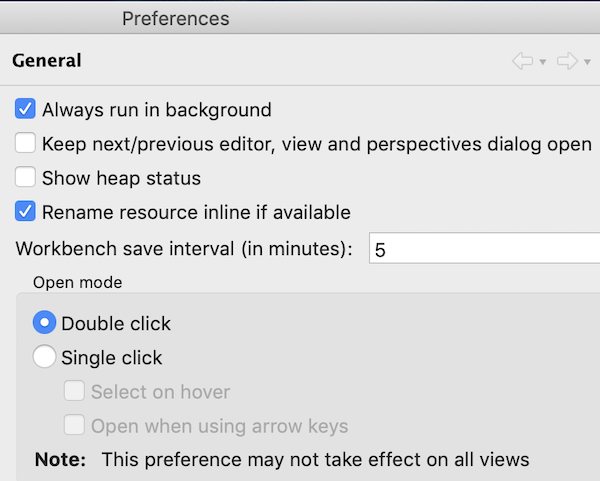 Preferences
General
Always run in background
Keep next/previous editor, view and perspectives dialog open
Show heap status
Rename resource inline if available
Workbench save interval (in minutes): 5
Open mode
Double click
Single click
Select on hover
Open when using arrow keys
Note: This preference may not take effect on all views